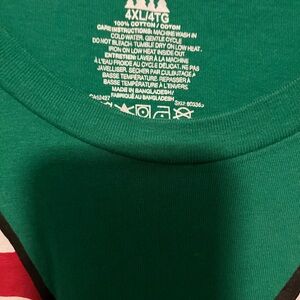 4XL/4TG
100% COTTON / COTON
CARE INSTRUCTIONS: MACHINE WASH IN
COLD WATER, GENTLE CYCLE
DO NOT BLEACH TUMBLE DRY ON LOW HEAT.
IRON ON LOW HEAT INSIDE OUT
ENTRETIEN: LAVER À LA MACHINE
À L'EAU FROIDE AU CYCLE DÉLICAT. NE PAS
JAVELLISER. SÉCHER PAR CULBUTAGE À
BASSE TEMPÉRATURE. REPASSER À
BASSE TEMPÉRATURE À L'ENVERS
MADE IN BANGLADESH/
FABRIQUÉ AU BANGLADESH